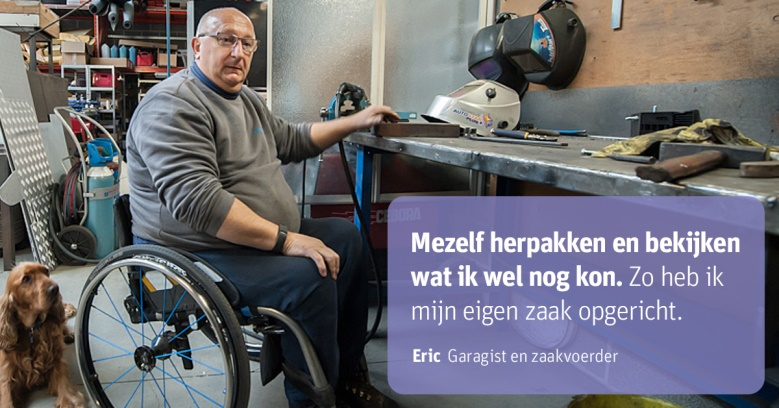 Mezelf herpakken en bekijken
wat ik wel nog kon. Zo heb ik
mijn eigen zaak opgericht.
Eric Garagist en zaakvoerder